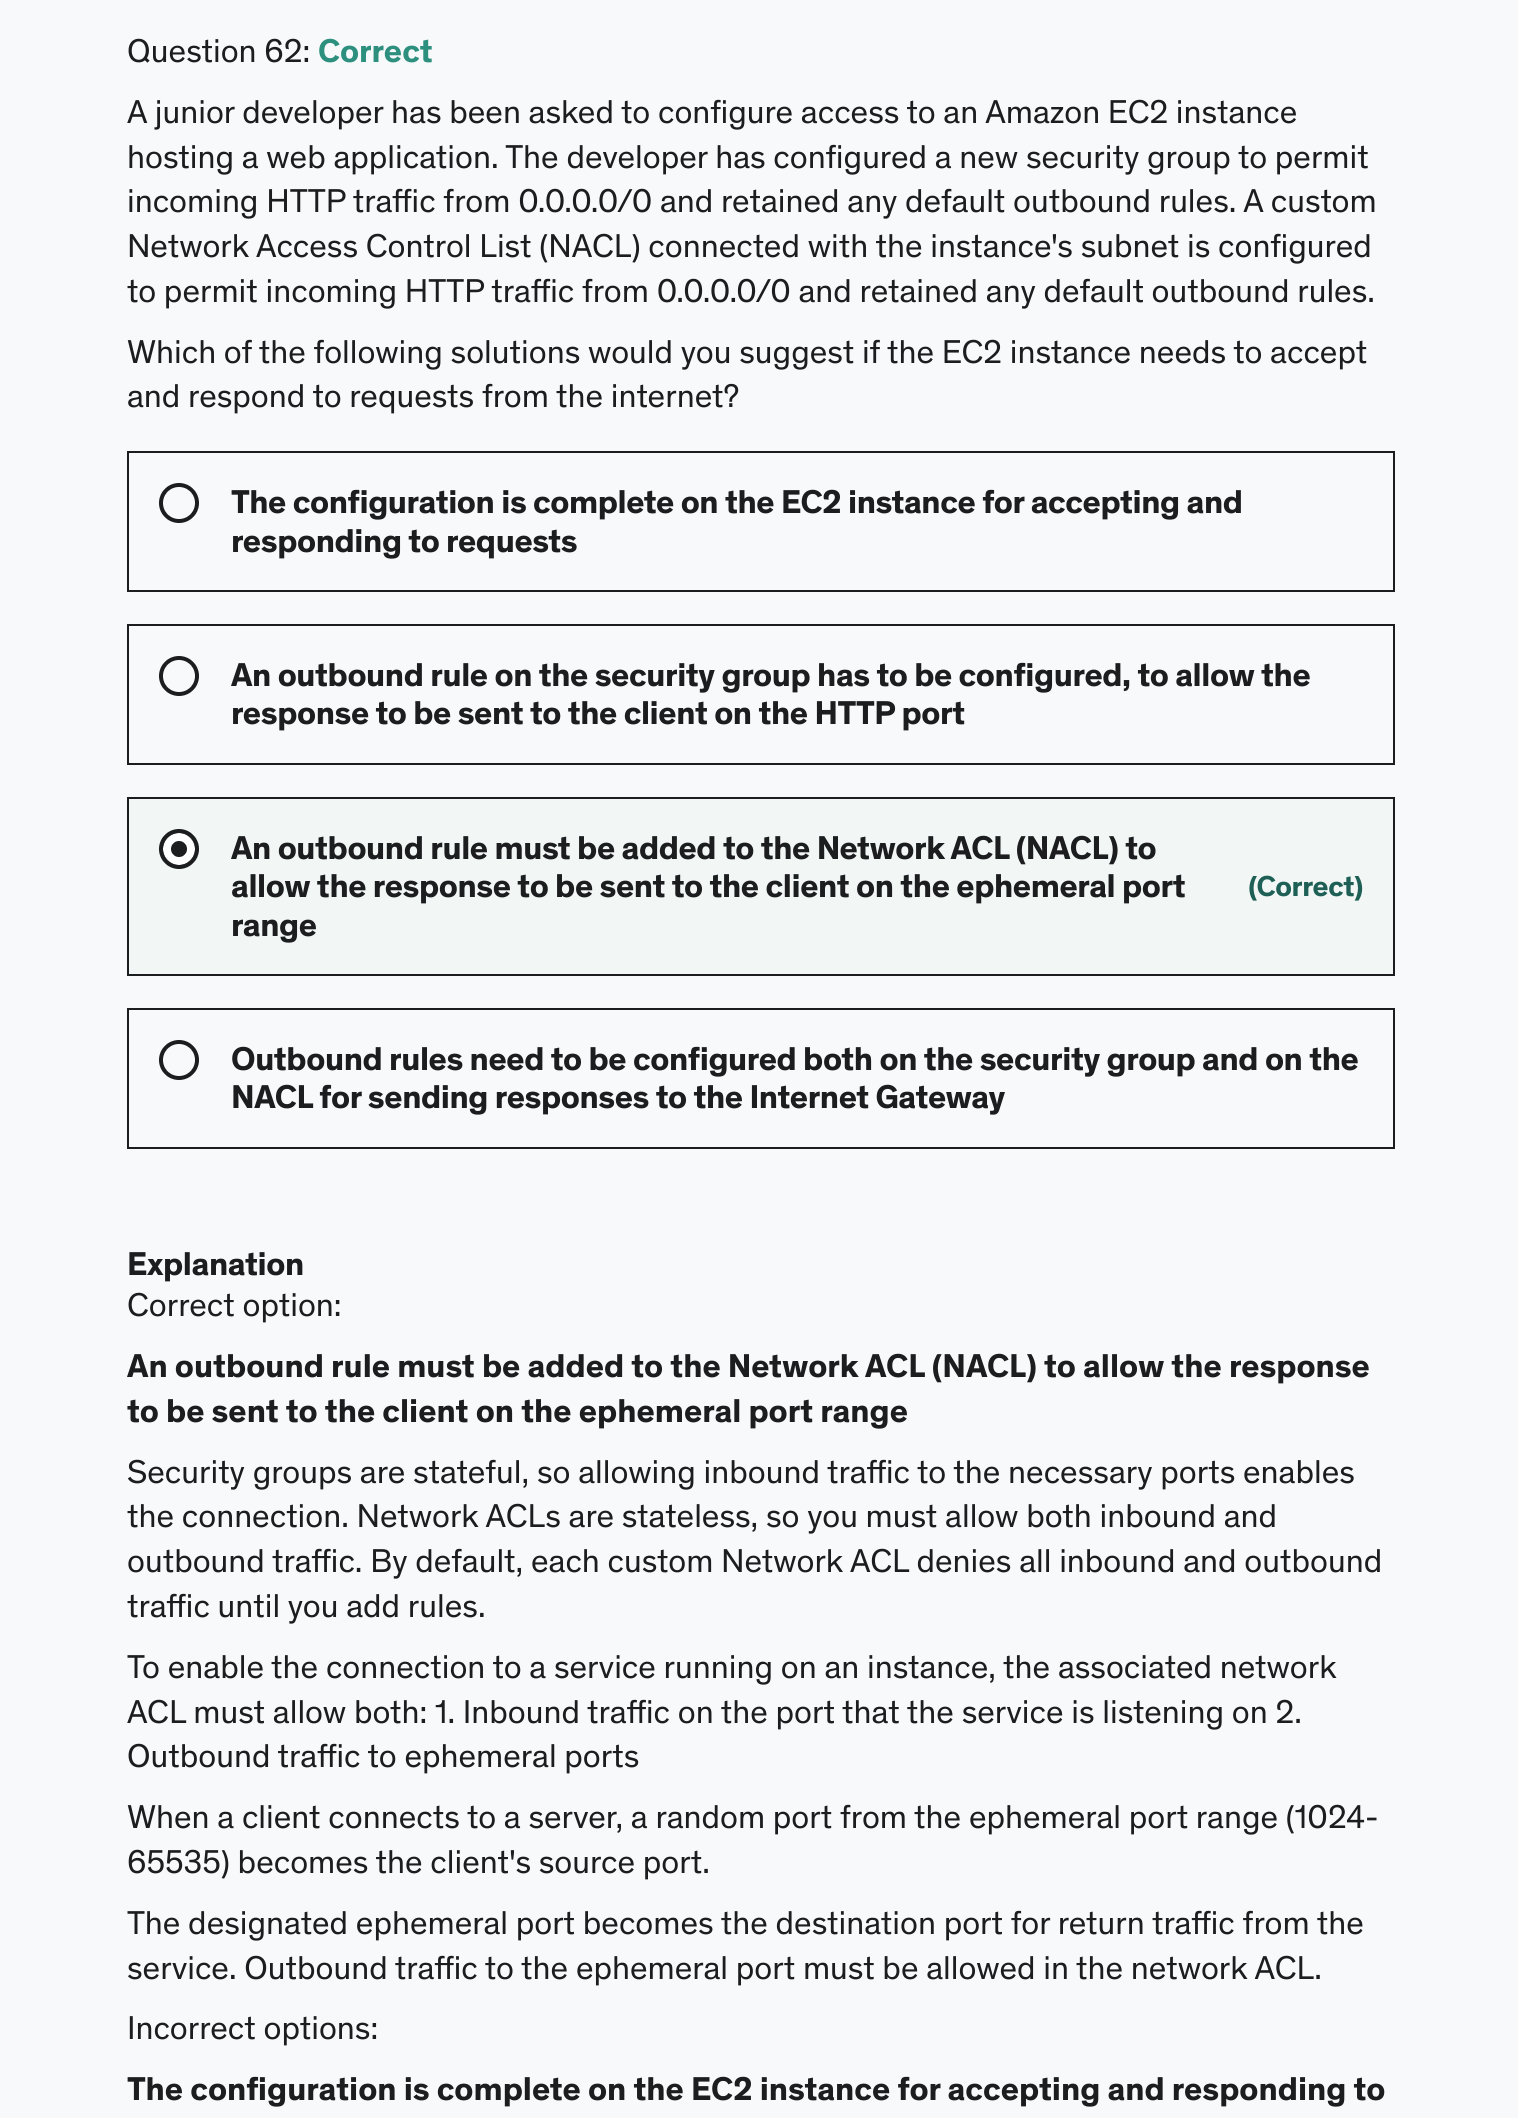 Question 62: Correct
A junior developer has been asked to configure access to an Amazon EC2 instance
hosting a web application. The developer has configured a new security group to permit
incoming HTTP traffic from 0.0.0.0/0 and retained any default outbound rules. A custom
Network Access Control List (NACL) connected with the instance's subnet is configured
to permit incoming HTTP traffic from 0.0.0.0/0 and retained any default outbound rules.
Which of the following solutions would you suggest if the EC2 instance needs to accept
and respond to requests from the internet?
The configuration is complete on the EC2 instance for accepting and
responding to requests
An outbound rule on the security group has to be configured, to allow the
response to be sent to the client on the HTTP port
An outbound rule must be added to the Network ACL (NACL) to
allow the response to be sent to the client on the ephemeral port
range
(Correct)
Outbound rules need to be configured both on the security group and on the
NACL for sending responses to the Internet Gateway
Explanation
Correct option:
An outbound rule must be added to the Network ACL (NACL) to allow the response
to be sent to the client on the ephemeral port range
Security groups are stateful, so allowing inbound traffic to the necessary ports enables
the connection. Network ACLs are stateless, so you must allow both inbound and
outbound traffic. By default, each custom Network ACL denies all inbound and outbound
traffic until you add rules.
To enable the connection to a service running on an instance, the associated network
ACL must allow both: 1. Inbound traffic on the port that the service is listening on 2.
Outbound traffic to ephemeral ports
When a client connects to a server, a random port from the ephemeral port range (1024-
65535) becomes the client's source port.
The designated ephemeral port becomes the destination port for return traffic from the
service. Outbound traffic to the ephemeral port must be allowed in the network ACL.
Incorrect options:
The configuration is complete on the EC2 instance for accepting and responding to